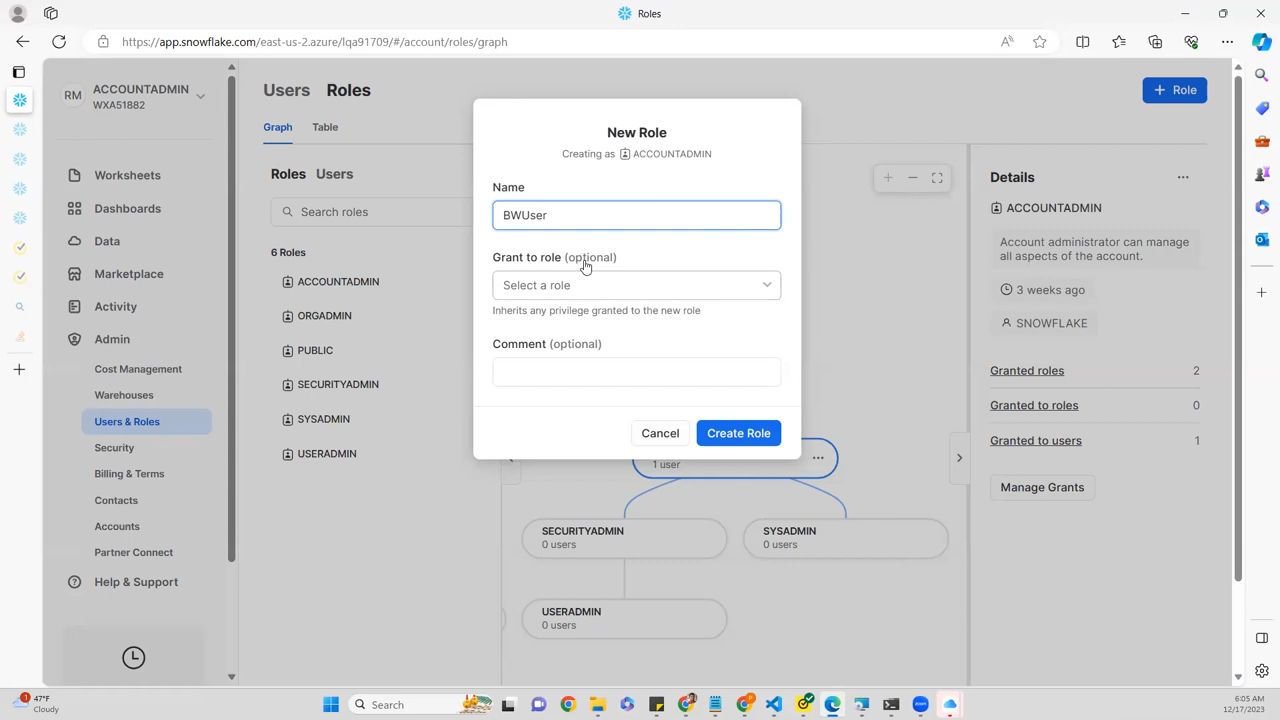 Roles
https://app.snowflake.com/east-us-2.azure/lqa91709/#/account/roles/graph
RM
ACCOUNTADMIN
WXA51882
Worksheets
Dashboards
Data
Marketplace
Activity
Admin
Cost Management
Warehouses
Users & Roles
Security
Billing & Terms
Contacts
Accounts
Partner Connect
Help & Support
Users Roles
+ Role
Graph Table
Roles Users
Search roles
6 Roles
ACCOUNTADMIN
ORGADMIN
PUBLIC
SECURITYADMIN
SYSADMIN
USERADMIN
New Role
Creating as ACCOUNTADMIN
Name
BWUser
Grant to role (optional)
Select a role
Inherits any privilege granted to the new role
Comment (optional)
Cancel Create Role
1 user
SECURITYADMIN
0 users
SYSADMIN
0 users
USERADMIN
0 users
Details
ACCOUNTADMIN
Account administrator can manage
all aspects of the account.
3 weeks ago
SNOWFLAKE
Granted roles 2
Granted to roles 0
Granted to users 1
Manage Grants
1
47°F
Cloudy
Search
6:05 AM
12/17/2023